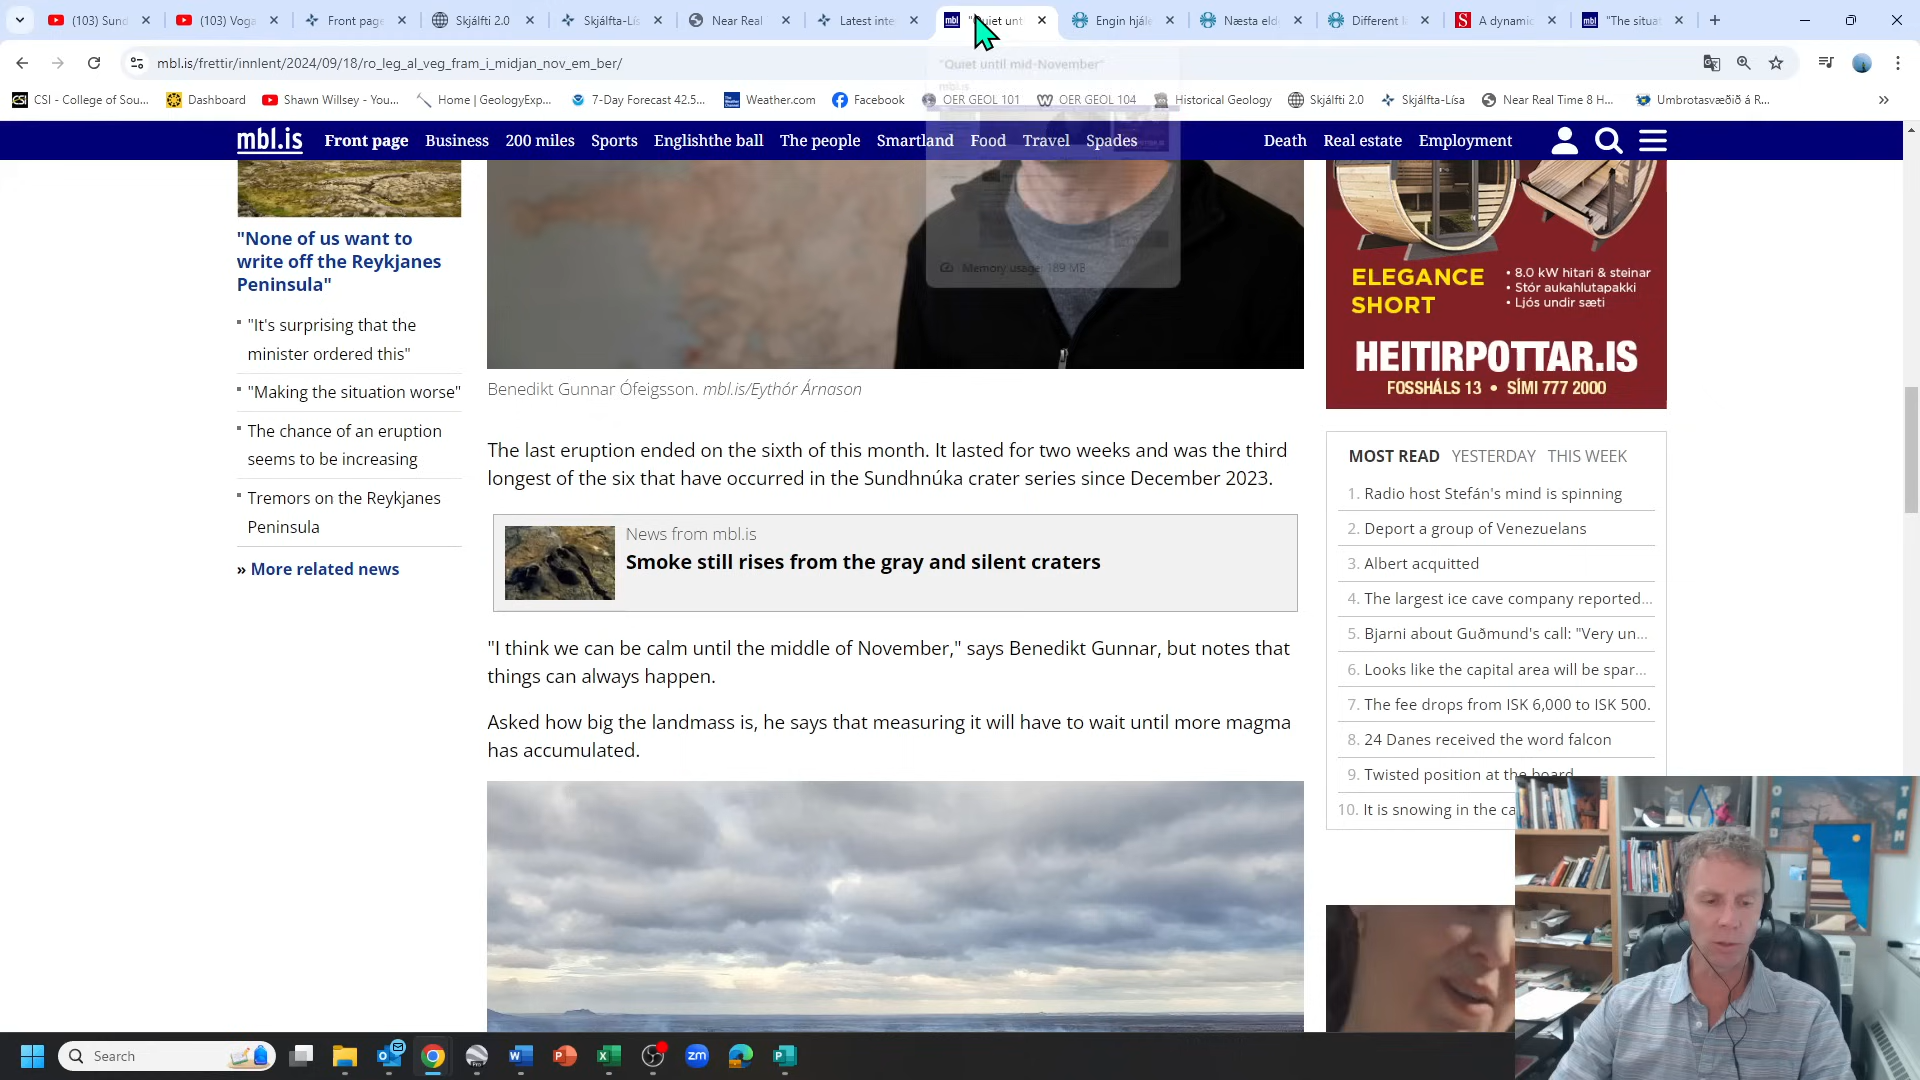 (103) Sund
(103) Voga
Front page
Skjálfti 2.0
Skjálfta-Lís
Near Real
Latest inte
"Quiet unt
Engin hjále
Næsta eld
Different l
A dynamic
"The situat
mbl.is/frettir/innlent/2024/09/18/ro_leg_al_veg_fram_i_midjan_nov_em_ber/
"Quiet until mid-November"
mbl.is
CSI - College of Sou...
Dashboard
Shawn Willsey - You...
Home | GeologyExp...
7-Day Forecast 42.5...
Weather.com
Facebook
OER GEOL 101
OER GEOL 104
Historical Geology
Skjálfti 2.0
Skjálfta-Lísa
Near Real Time 8 H...
Umbrotasvæðið á R...
»
mbl.is
Front page
Business
200 miles
Sports
Englishthe ball
The people
Smartland
Food
Travel
Spades
Death
Real estate
Employment
Memory usage: 189 MB
"None of us want to
write off the Reykjanes
Peninsula"
"It's surprising that the
minister ordered this"
"Making the situation worse"
The chance of an eruption
seems to be increasing
Tremors on the Reykjanes
Peninsula
» More related news
Benedikt Gunnar Ófeigsson. mbl.is/Eythór Árnason
The last eruption ended on the sixth of this month. It lasted for two weeks and was the third
longest of the six that have occurred in the Sundhnúka crater series since December 2023.
News from mbl.is
Smoke still rises from the gray and silent craters
"I think we can be calm until the middle of November," says Benedikt Gunnar, but notes that
things can always happen.
Asked how big the landmass is, he says that measuring it will have to wait until more magma
has accumulated.
ELEGANCE
SHORT
• 8.0 kW hitari & steinar
• Stór aukahlutapakki
• Ljós undir sæti
HEITIRPOTTAR.IS
FOSSHÁLS 13 • SÍMI 777 2000
MOST READ YESTERDAY THIS WEEK
1. Radio host Stefán's mind is spinning
2. Deport a group of Venezuelans
3. Albert acquitted
4. The largest ice cave company reported...
5. Bjarni about Guðmund's call: "Very un...
6. Looks like the capital area will be spar...
7. The fee drops from ISK 6,000 to ISK 500.
8. 24 Danes received the word falcon
9. Twisted position at the board
10. It is snowing in the ca
Search
zm